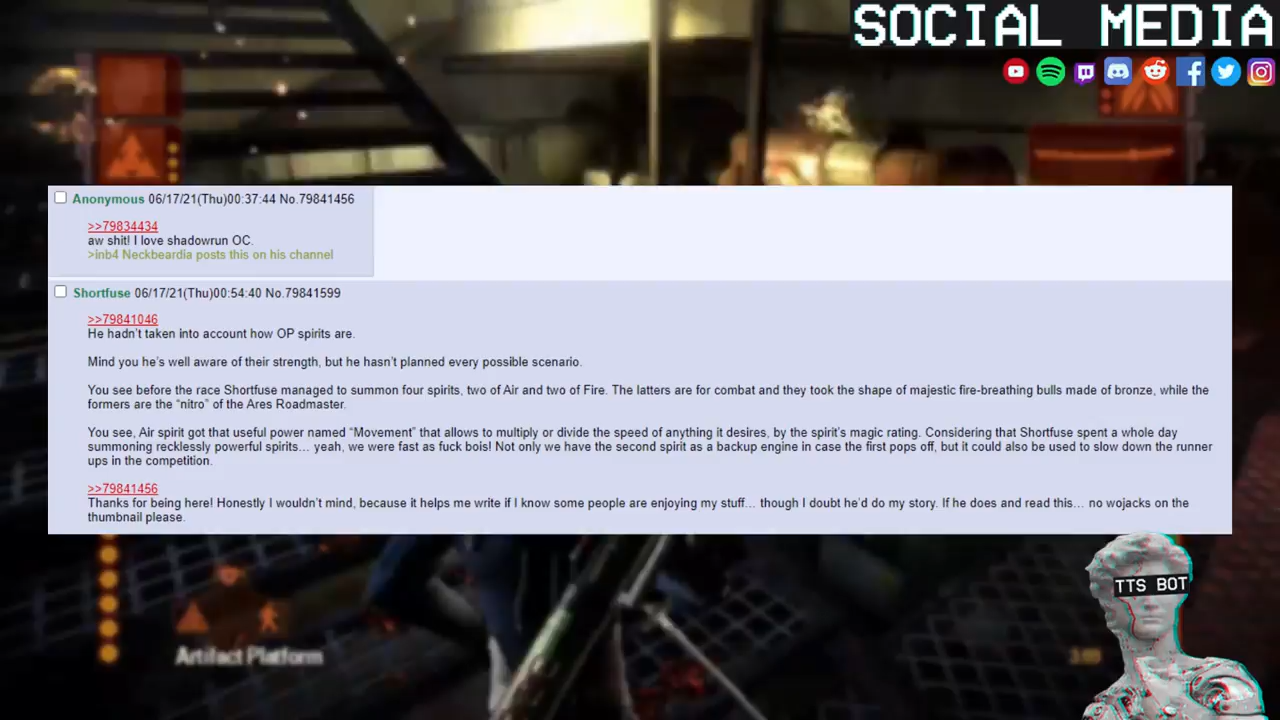 SOCIAL MEDIA
Anonymous 06/17/21(Thu)00:37:44 No.79841456
>>79834434
aw shit! I love shadowrun OC.
>inb4 Neckbeardia posts this on his channel
Shortfuse 06/17/21(Thu)00:54:40 No.79841599
>>79841046
He hadn't taken into account how OP spirits are.
Mind you he's well aware of their strength, but he hasn't planned every possible scenario.
You see before the race Shortfuse managed to summon four spirits, two of Air and two of Fire. The latters are for combat and they took the shape of majestic fire-breathing bulls made of bronze, while the
formers are the “nitro” of the Ares Roadmaster.
You see, Air spirit got that useful power named “Movement” that allows to multiply or divide the speed of anything it desires, by the spirit's magic rating. Considering that Shortfuse spent a whole day
summoning recklessly powerful spirits… yeah, we were fast as fuck bois! Not only we have the second spirit as a backup engine in case the first pops off, but it could also be used to slow down the runner
ups in the competition.
>>79841456
Thanks for being here! Honestly I wouldn't mind, because it helps me write if I know some people are enjoying my stuff… though I doubt he'd do my story. If he does and read this… no wojacks on the
thumbnail please.
TTS BOT
Artifact Platform